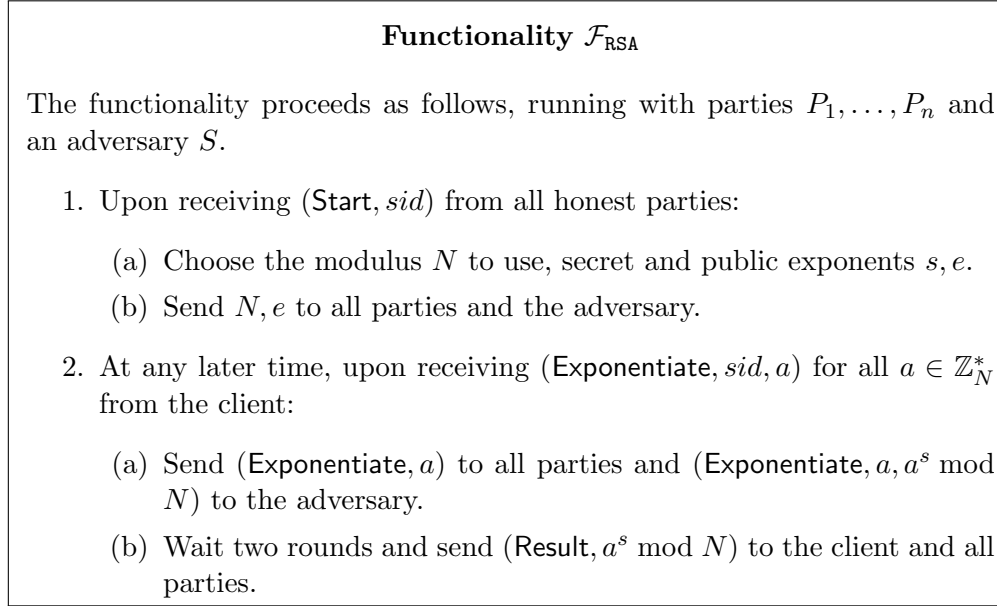 Functionality $\mathcal{F}_{\texttt{RSA}}$
The functionality proceeds as follows, running with parties $P_1, \ldots, P_n$ and
an adversary $S$.
1. Upon receiving (Start, $sid$) from all honest parties:
(a) Choose the modulus $N$ to use, secret and public exponents $s, e$.
(b) Send $N, e$ to all parties and the adversary.
2. At any later time, upon receiving (Exponentiate, $sid, a$) for all $a \in \mathbb{Z}_N^*$
from the client:
(a) Send (Exponentiate, $a$) to all parties and (Exponentiate, $a, a^s$ mod
$N$) to the adversary.
(b) Wait two rounds and send (Result, $a^s$ mod $N$) to the client and all
parties.